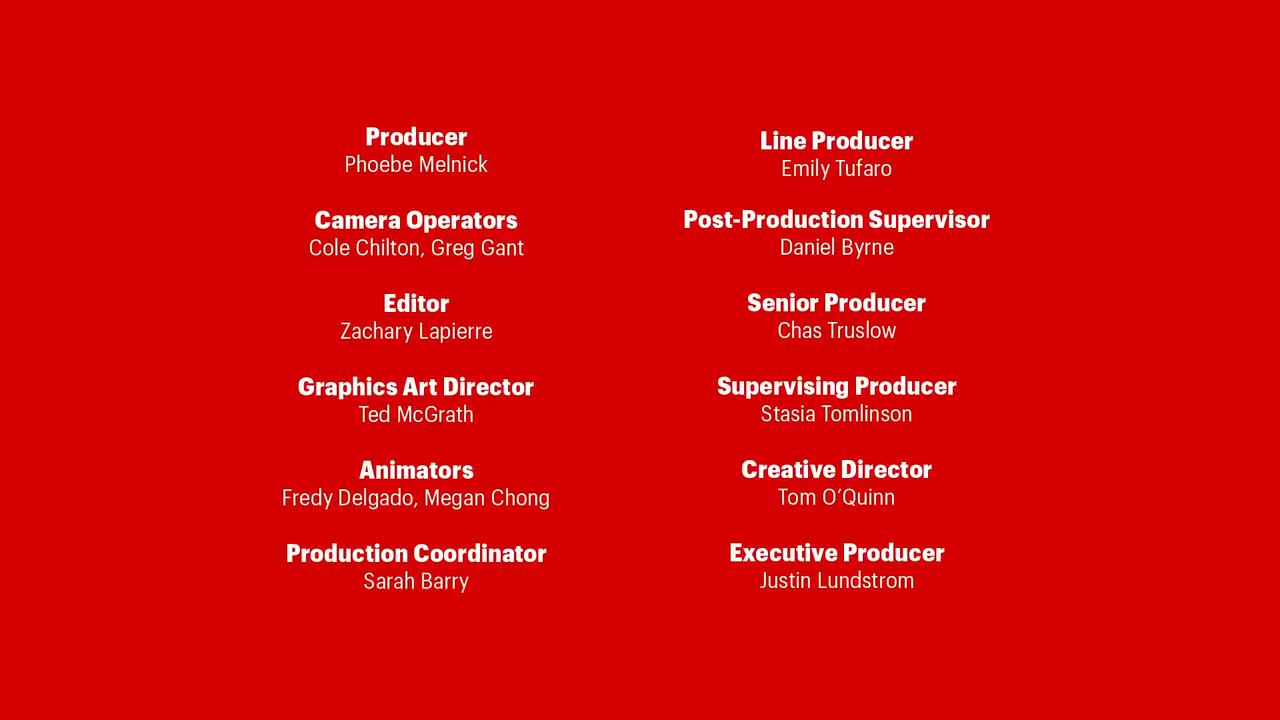 Producer
Phoebe Melnick
Camera Operators
Cole Chilton, Greg Gant
Editor
Zachary Lapierre
Graphics Art Director
Ted McGrath
Animators
Fredy Delgado, Megan Chong
Production Coordinator
Sarah Barry
Line Producer
Emily Tufaro
Post-Production Supervisor
Daniel Byrne
Senior Producer
Chas Truslow
Supervising Producer
Stasia Tomlinson
Creative Director
Tom O’Quinn
Executive Producer
Justin Lundstrom